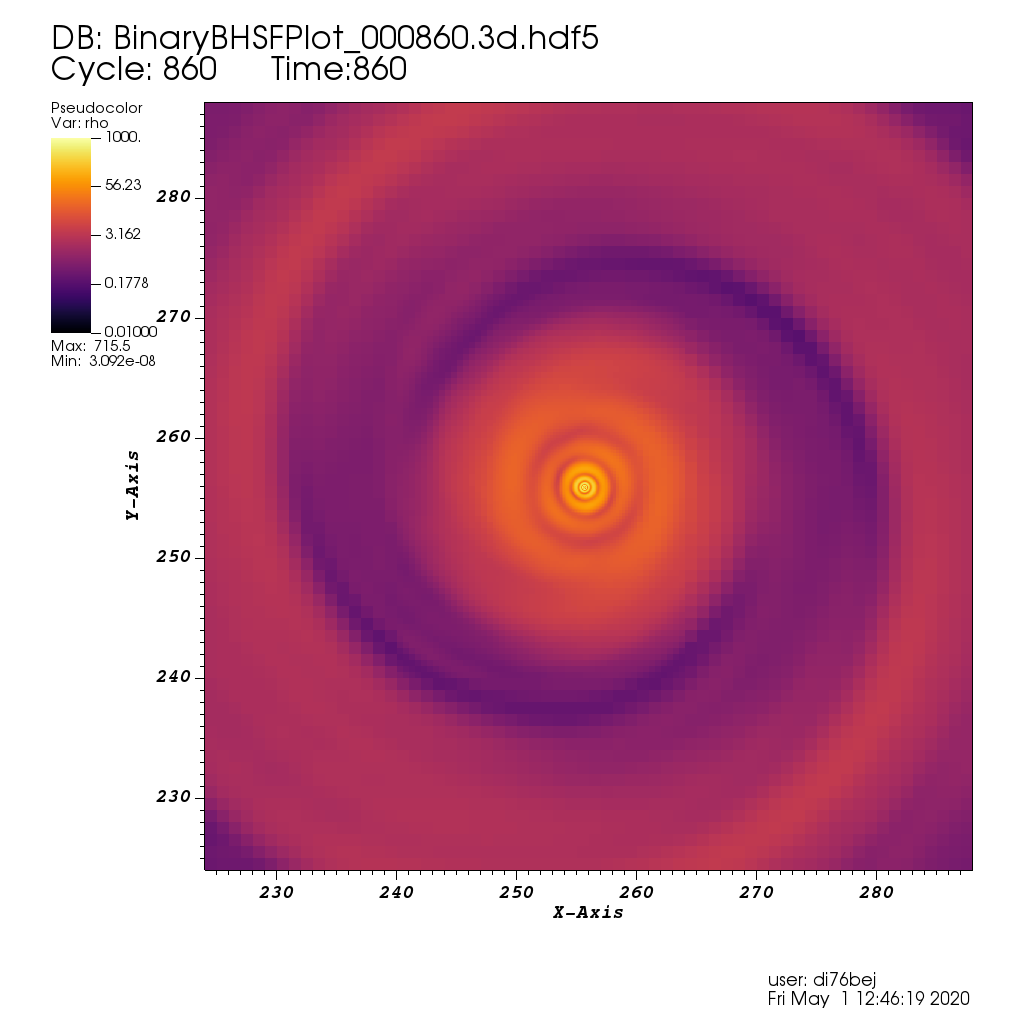 DB: BinaryBHSFPlot_000860.3d.hdf5
Cycle: 860 Time:860
Pseudocolor
Var: rho
1000.
56.23
3.162
0.1778
0.01000
Max: 715.5
Min: 3.092e-08
280
270
260
250
240
230
Y-Axis
230 240 250 260 270 280
X-Axis
user: di76bej
Fri May 1 12:46:19 2020